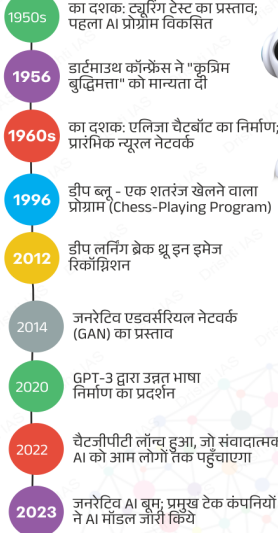 1950s
का दशक: ट्यूरिंग टेस्ट का प्रस्ताव;
पहला AI प्रोग्राम विकसित
1956
डार्टमाउथ कॉन्फ्रेंस ने "कृत्रिम
बुद्धिमत्ता" को मान्यता दी
1960s
का दशक: एलिजा चैटबॉट का निर्माण;
प्रारंभिक न्यूरल नेटवर्क
1996
डीप ब्लू - एक शतरंज खेलने वाला
प्रोग्राम (Chess-Playing Program)
2012
डीप लर्निंग ब्रेक थ्रू इन इमेज
रिकॉग्निशन
2014
जनरेटिव एडवर्सरियल नेटवर्क
(GAN) का प्रस्ताव
2020
GPT-3 द्वारा उन्नत भाषा
निर्माण का प्रदर्शन
2022
चैटजीपीटी लॉन्च हुआ, जो संवादात्मक
AI को आम लोगों तक पहुँचाएगा
2023
जनरेटिव AI बूम; प्रमुख टेक कंपनियों
ने AI मॉडल जारी किये